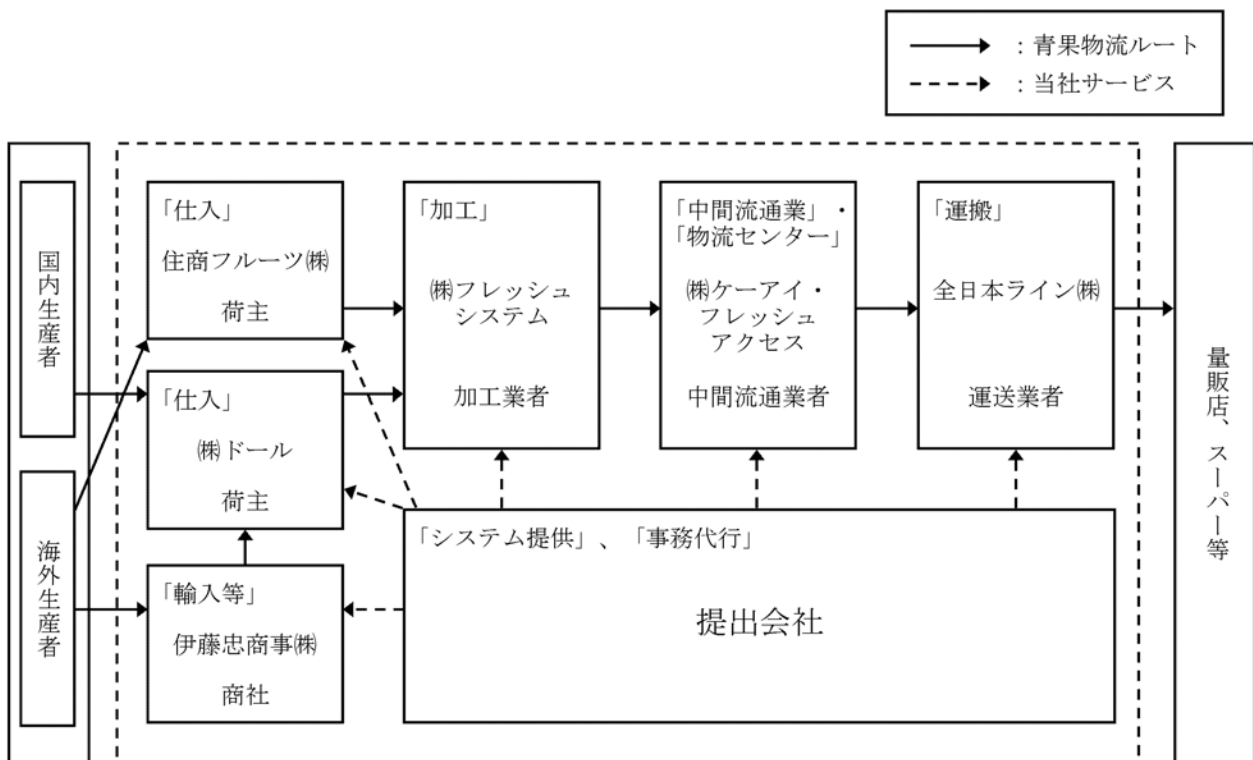 ：青果物流ルート
：当社サービス
国内生産者
海外生産者
「仕入」
住商フルーツ㈱
荷主
「仕入」
㈱ドール
荷主
「輸入等」
伊藤忠商事㈱
商社
「加工」
㈱フレッシュ
システム
加工業者
「中間流通業」・
「物流センター」
㈱ケーアイ・
フレッシュ
アクセス
中間流通業者
「運搬」
全日本ライン㈱
運送業者
「システム提供」、「事務代行」
提出会社
量販店、スーパー等